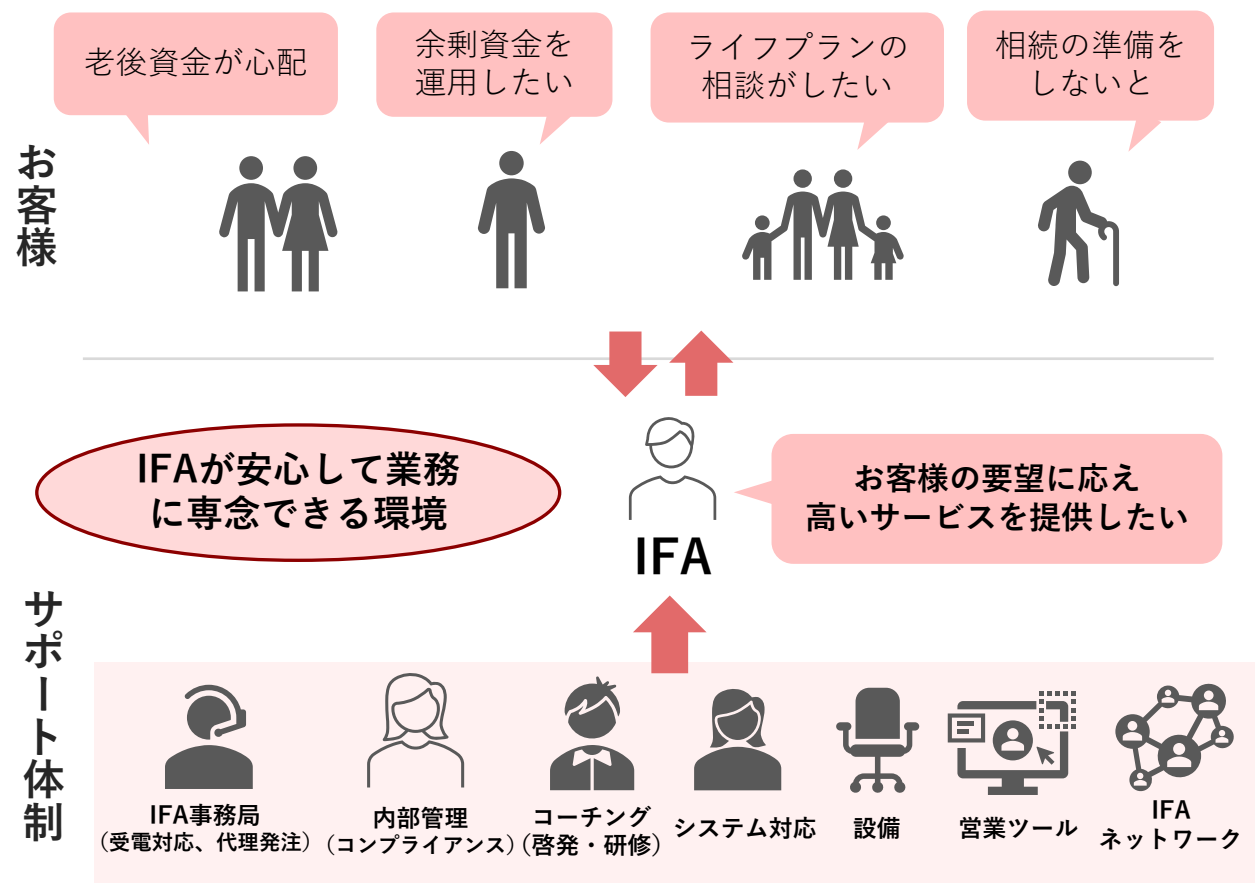 老後資金が心配
余剰資金を
運用したい
ライフプランの
相談がしたい
相続の準備を
しないと
お客様
IFAが安心して業務
に専念できる環境
IFA
お客様の要望に応え
高いサービスを提供したい
サポート体制
IFA事務局
（受電対応、代理発注）
内部管理
（コンプライアンス）
コーチング
（啓発・研修）
システム対応
設備
営業ツール
IFA
ネットワーク